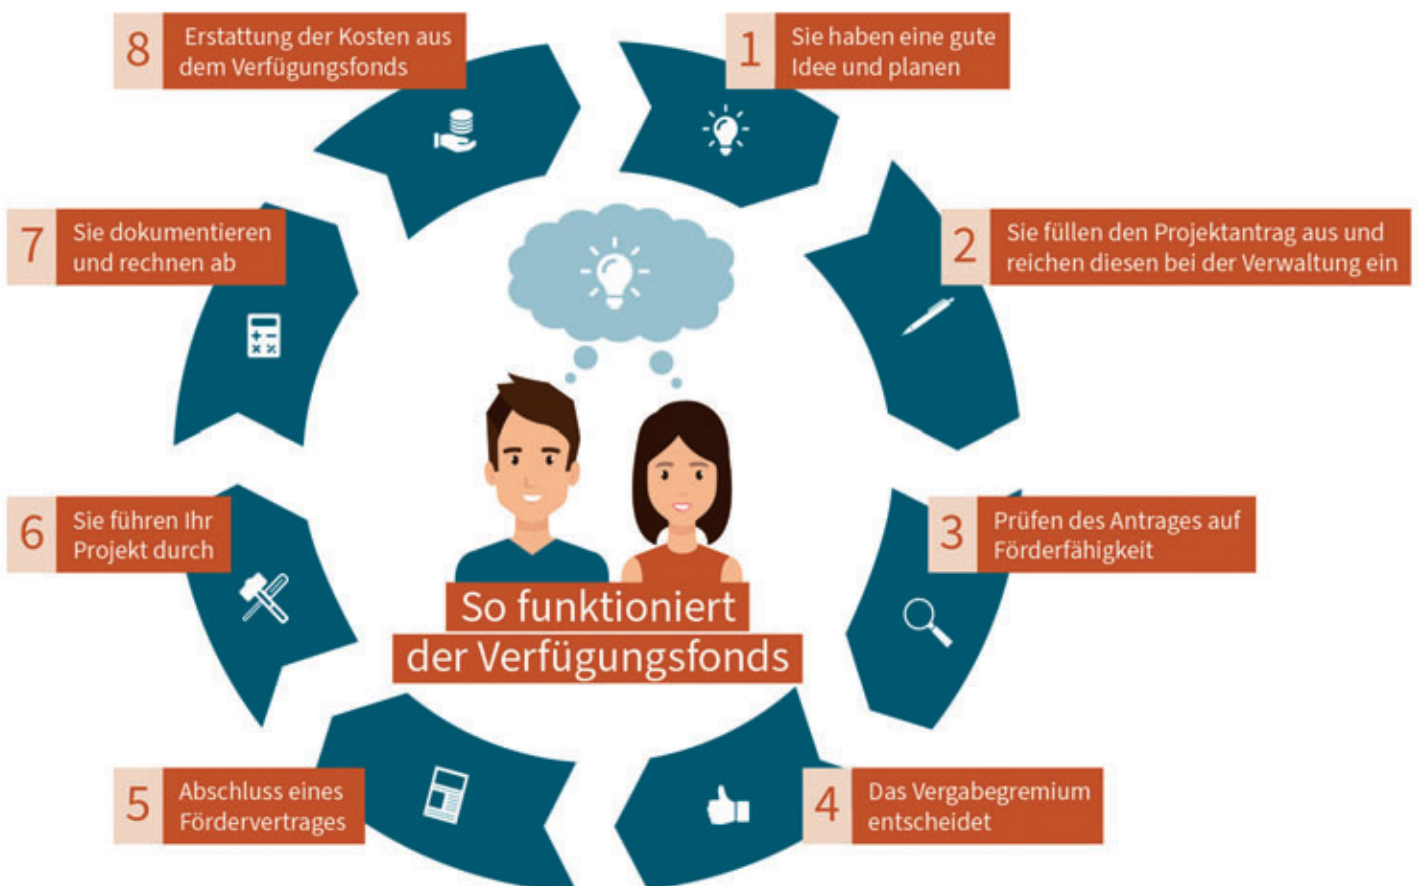 So funktioniert
der Verfügungsfonds
1
Sie haben eine gute
Idee und planen
2
Sie füllen den Projektantrag aus und
reichen diesen bei der Verwaltung ein
3
Prüfen des Antrages auf
Förderfähigkeit
4
Das Vergabegremium
entscheidet
5
Abschluss eines
Fördervertrages
6
Sie führen Ihr
Projekt durch
7
Sie dokumentieren
und rechnen ab
8
Erstattung der Kosten aus
dem Verfügungsfonds